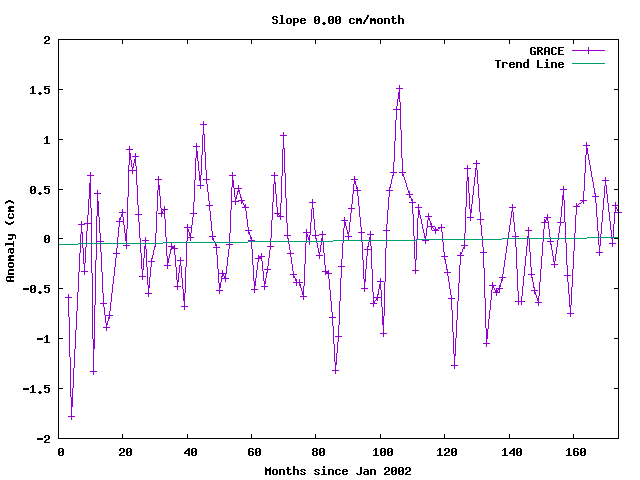 Slope 0.00 cm/month
GRACE
Trend Line
2
1.5
1
0.5
0
-0.5
-1
-1.5
-2
Anomaly (cm)
0 20 40 60 80 100 120 140 160
Months since Jan 2002